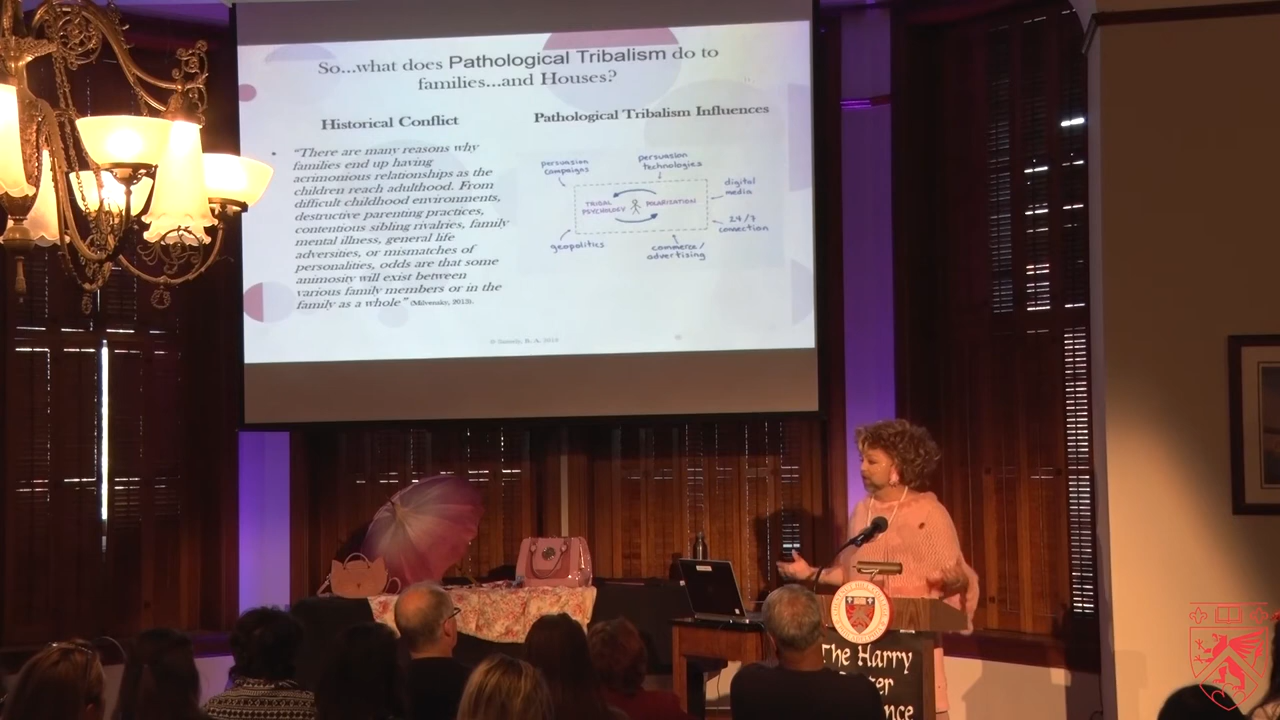 So...what does Pathological Tribalism do to
families...and Houses?
Historical Conflict
• "There are many reasons why
families end up having
acrimonious relationships as the
children reach adulthood. From
difficult childhood environments,
destructive parenting practices,
contentious sibling rivalries, family
mental illness, general life
adversities, or mismatches of
personalities, odds are that some
animosity will exist between
various family members or in the
family as a whole" (Milevsky, 2013).
Pathological Tribalism Influences
persuasion
campaigns
persuasion
technologies
digital
media
TRIBAL
PSYCHOLOGY
POLARIZATION
24/7
connection
geopolitics
commerce/
advertising
The Harry